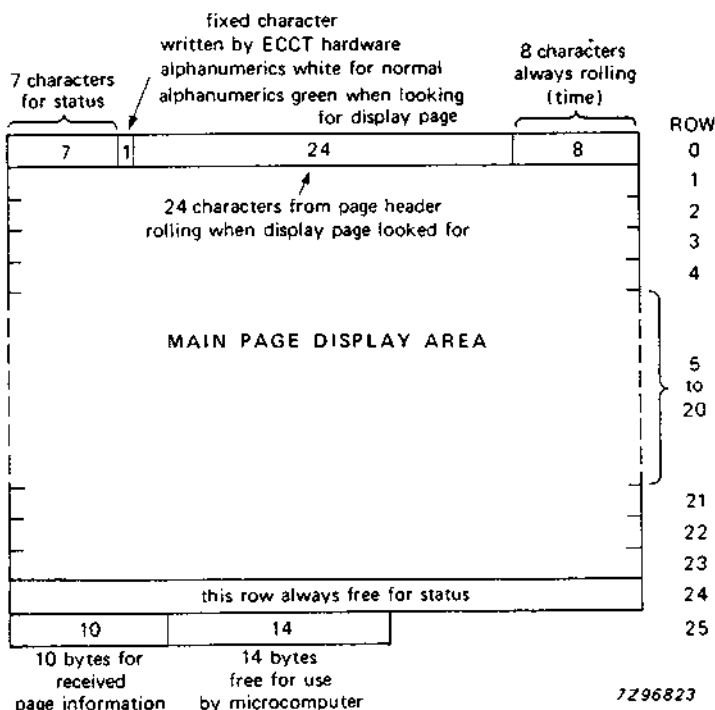 fixed character
written by ECCT hardware
alphanumerics white for normal
alphanumerics green when looking
for display page
7 characters
for status
8 characters
always rolling
(time)
ROW
7 1 24 8 0
1
24 characters from page header
rolling when display page looked for
2
3
4
MAIN PAGE DISPLAY AREA
5
to
20
21
22
23
this row always free for status 24
10 14 25
10 bytes for
received
page information
14 bytes
free for use
by microcomputer
7Z96823